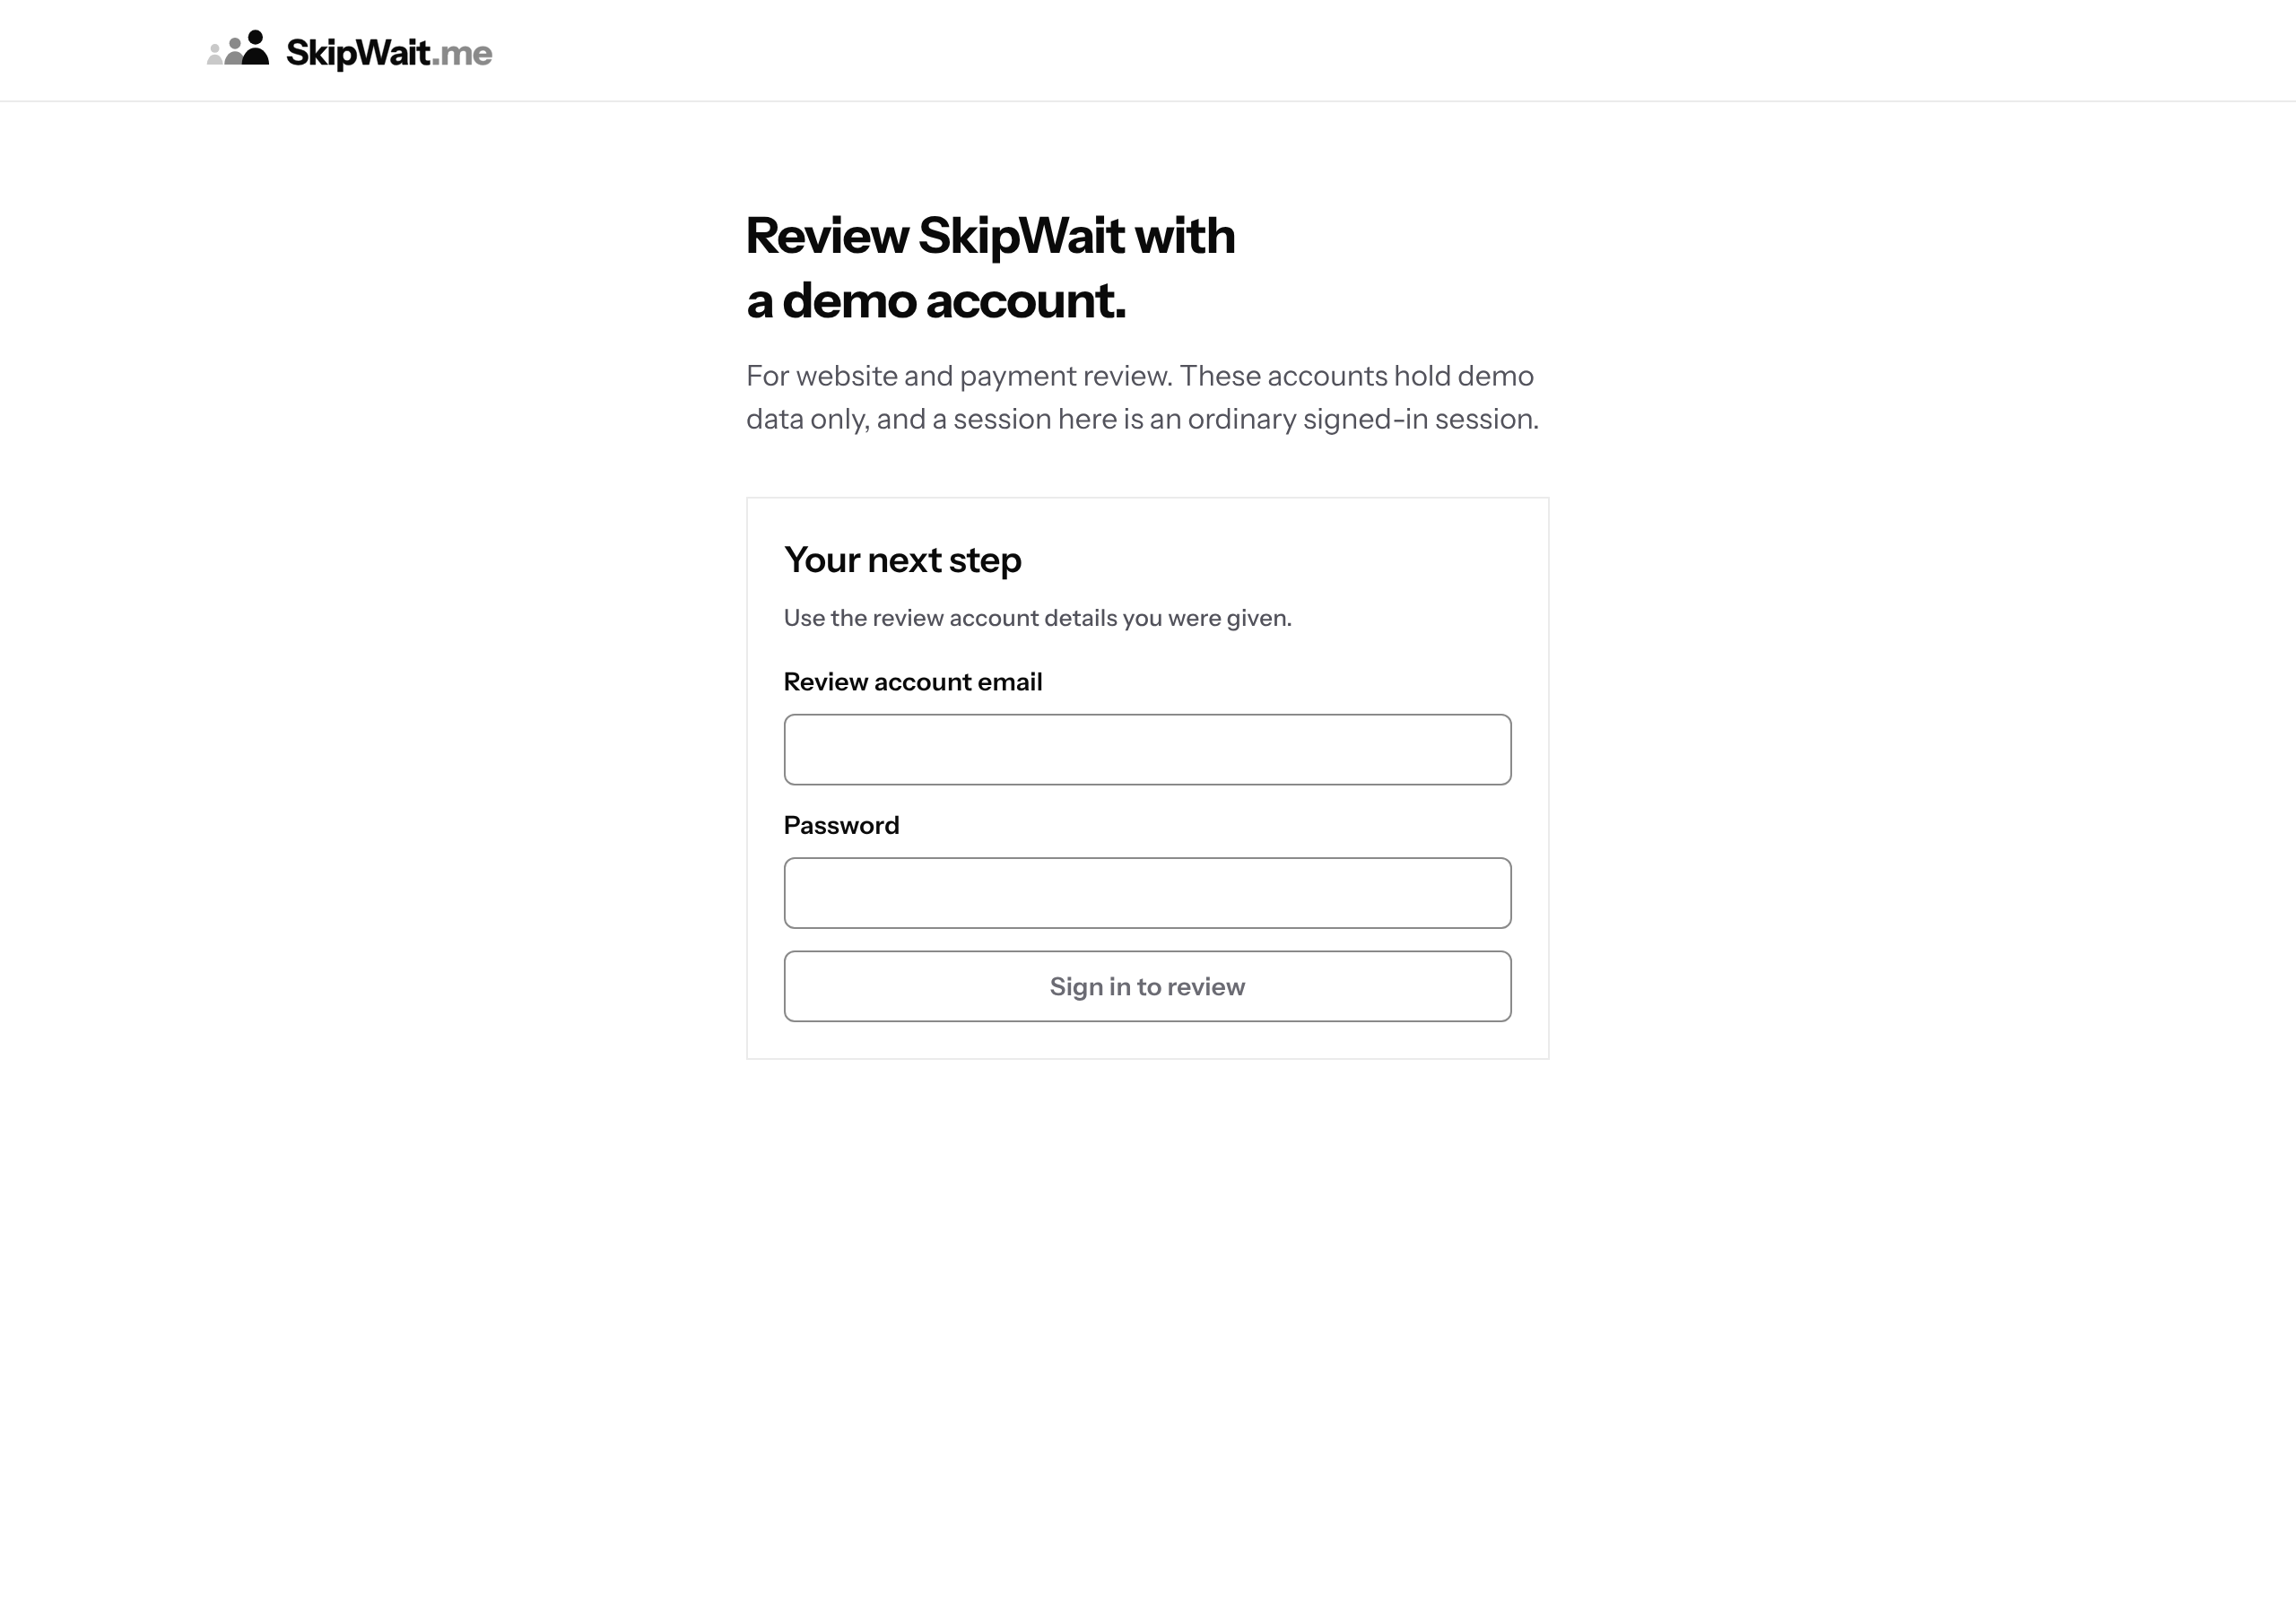 SkipWait.me
Review SkipWait with
a demo account.
For website and payment review. These accounts hold demo
data only, and a session here is an ordinary signed-in session.
Your next step
Use the review account details you were given.
Review account email
Password
Sign in to review